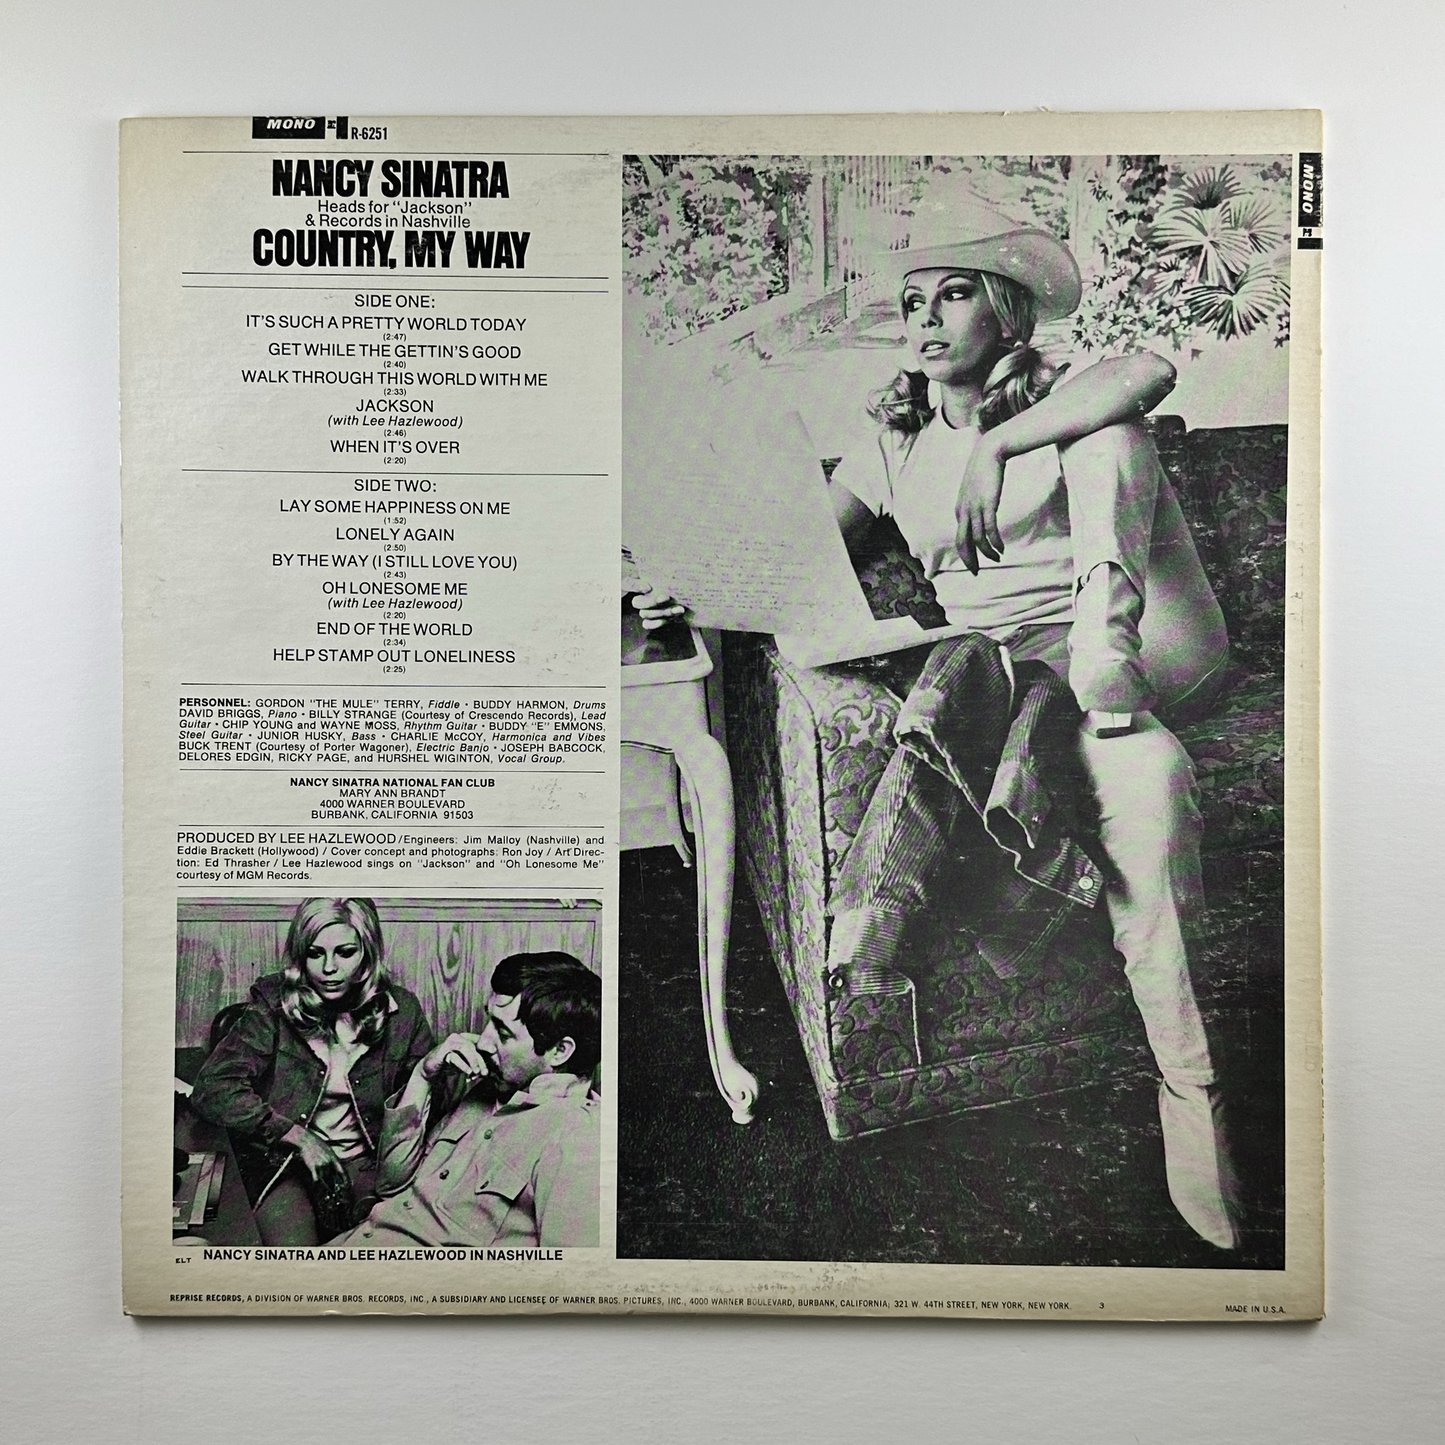 MONO
R-6251
NANCY SINATRA
Heads for "Jackson"
& Records in Nashville
COUNTRY, MY WAY
SIDE ONE:
IT'S SUCH A PRETTY WORLD TODAY
(2:47)
GET WHILE THE GETTIN'S GOOD
(2:40)
WALK THROUGH THIS WORLD WITH ME
(2:33)
JACKSON
(with Lee Hazlewood)
(2:46)
WHEN IT'S OVER
(2:20)
SIDE TWO:
LAY SOME HAPPINESS ON ME
(1:52)
LONELY AGAIN
(2:50)
BY THE WAY (I STILL LOVE YOU)
(2:43)
OH LONESOME ME
(with Lee Hazlewood)
(2:20)
END OF THE WORLD
(2:34)
HELP STAMP OUT LONELINESS
(2:25)
PERSONNEL: GORDON "THE MULE" TERRY, Fiddle • BUDDY HARMON, Drums
DAVID BRIGGS, Piano • BILLY STRANGE (Courtesy of Crescendo Records), Lead
Guitar • CHIP YOUNG and WAYNE MOSS, Rhythm Guitar • BUDDY "E" EMMONS,
Steel Guitar • JUNIOR HUSKY, Bass • CHARLIE McCOY, Harmonica and Vibes
BUCK TRENT (Courtesy of Porter Wagoner), Electric Banjo • JOSEPH BABCOCK,
DELORES EDGIN, RICKY PAGE, and HURSHEL WIGINTON, Vocal Group.
NANCY SINATRA NATIONAL FAN CLUB
MARY ANN BRANDT
4000 WARNER BOULEVARD
BURBANK, CALIFORNIA 91503
PRODUCED BY LEE HAZLEWOOD/Engineers: Jim Malloy (Nashville) and
Eddie Brackett (Hollywood) / Cover concept and photographs: Ron Joy / Art Direc-
tion: Ed Thrasher / Lee Hazlewood sings on "Jackson" and "Oh Lonesome Me"
courtesy of MGM Records.
ELT NANCY SINATRA AND LEE HAZLEWOOD IN NASHVILLE
REPRISE RECORDS, A DIVISION OF WARNER BROS. RECORDS, INC., A SUBSIDIARY AND LICENSEE OF WARNER BROS. PICTURES, INC., 4000 WARNER BOULEVARD, BURBANK, CALIFORNIA; 321 W. 44TH STREET, NEW YORK, NEW YORK. 3 MADE IN U.S.A.
MONO